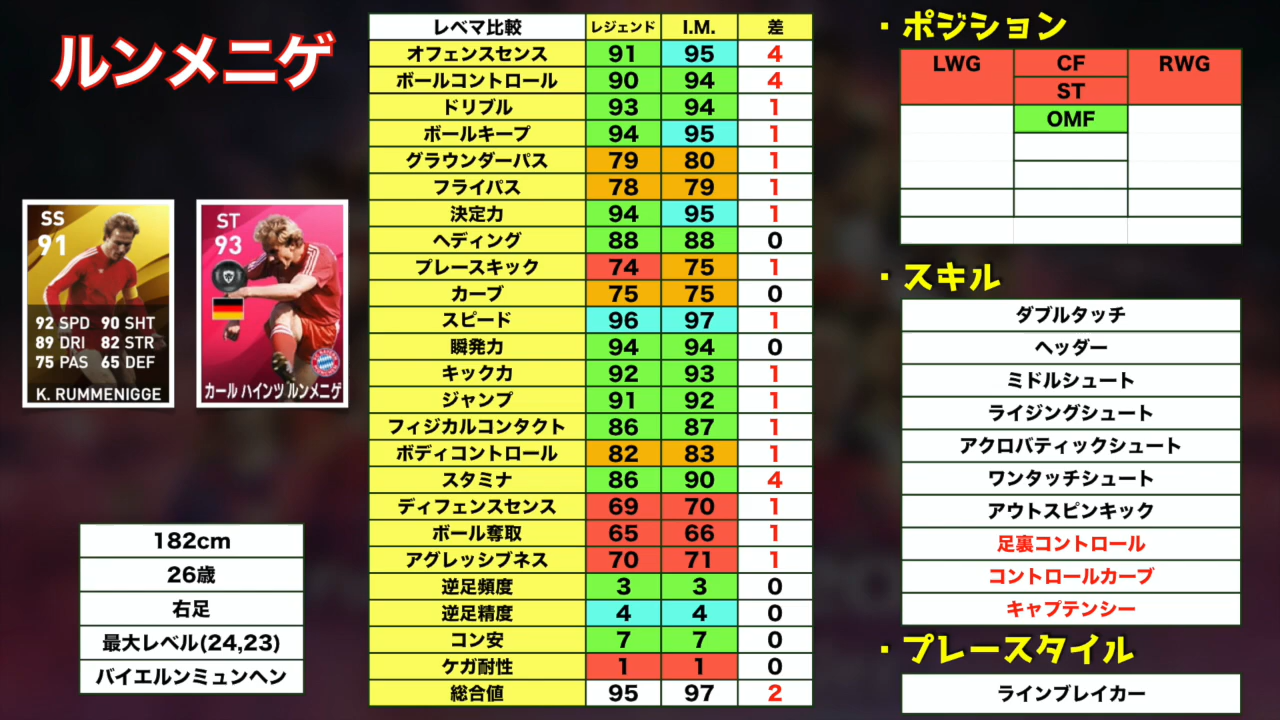 ルンメニゲ
SS
91
92 SPD 90 SHT
89 DRI 82 STR
75 PAS 65 DEF
K. RUMMENIGGE
ST
93
カール ハインツ ルンメニゲ
182cm
26歳
右足
最大レベル(24,23)
バイエルンミュンヘン
レベマ比較 レジェンド I.M. 差
オフェンスセンス 91 95 4
ボールコントロール 90 94 4
ドリブル 93 94 1
ボールキープ 94 95 1
グラウンダーパス 79 80 1
フライパス 78 79 1
決定力 94 95 1
ヘディング 88 88 0
プレースキック 74 75 1
カーブ 75 75 0
スピード 96 97 1
瞬発力 94 94 0
キック力 92 93 1
ジャンプ 91 92 1
フィジカルコンタクト 86 87 1
ボディコントロール 82 83 1
スタミナ 86 90 4
ディフェンスセンス 69 70 1
ボール奪取 65 66 1
アグレッシブネス 70 71 1
逆足頻度 3 3 0
逆足精度 4 4 0
コン安 7 7 0
ケガ耐性 1 1 0
総合値 95 97 2
・ポジション
LWG CF RWG
ST
OMF
・スキル
ダブルタッチ
ヘッダー
ミドルシュート
ライジングシュート
アクロバティックシュート
ワンタッチシュート
アウトスピンキック
足裏コントロール
コントロールカーブ
キャプテンシー
・プレースタイル
ラインブレイカー